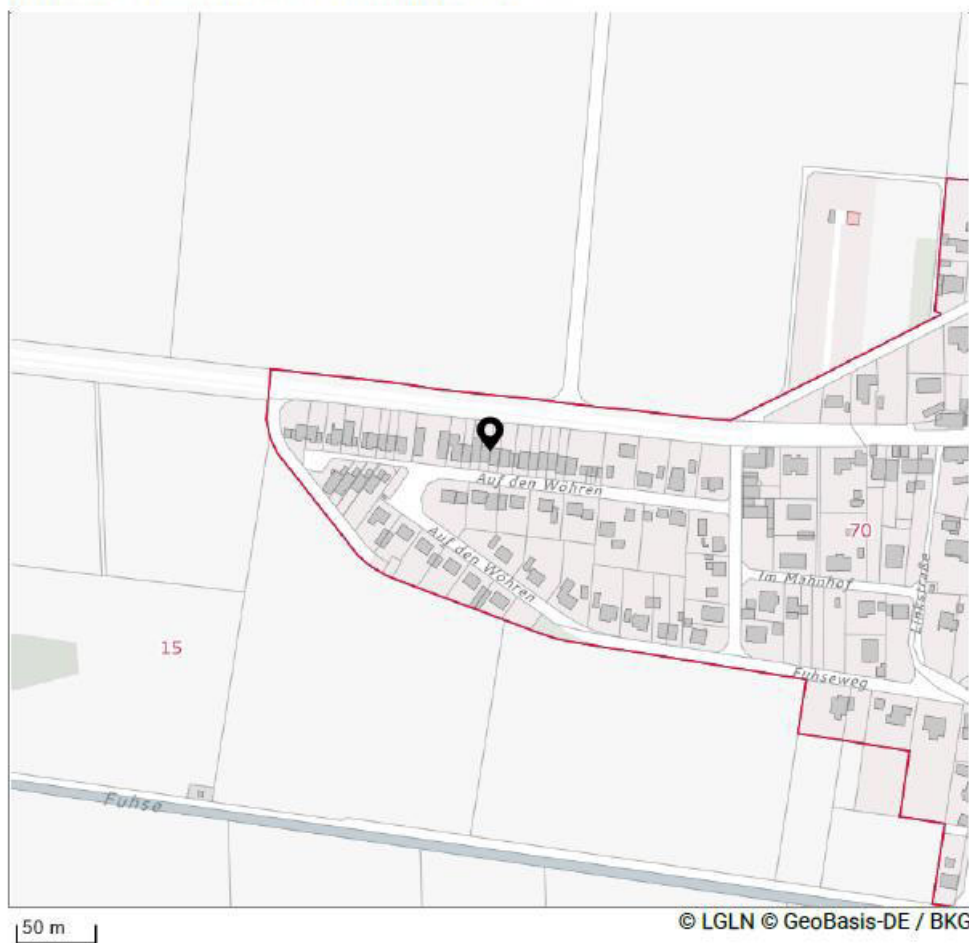 Auf den Wöhren
Auf den Wöhren
70
Im Mahnhof
Linkstraße
15
Fuhseweg
Fuhse
50 m
© LGLN © GeoBasis-DE / BKG